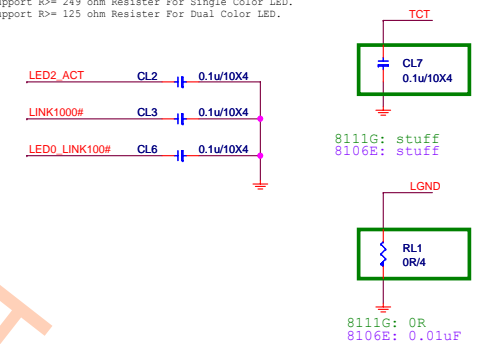 upport R>= 249 ohm Resister For Single Color LED.
upport R>= 125 ohm Resister For Dual Color LED.
TCT
CL7
0.1u/10X4
LED2_ACT CL2 0.1u/10X4
LINK1000# CL3 0.1u/10X4
LED0_LINK100# CL6 0.1u/10X4
8111G: stuff
8106E: stuff
LGND
RL1
0R/4
8111G: 0R
8106E: 0.01uF